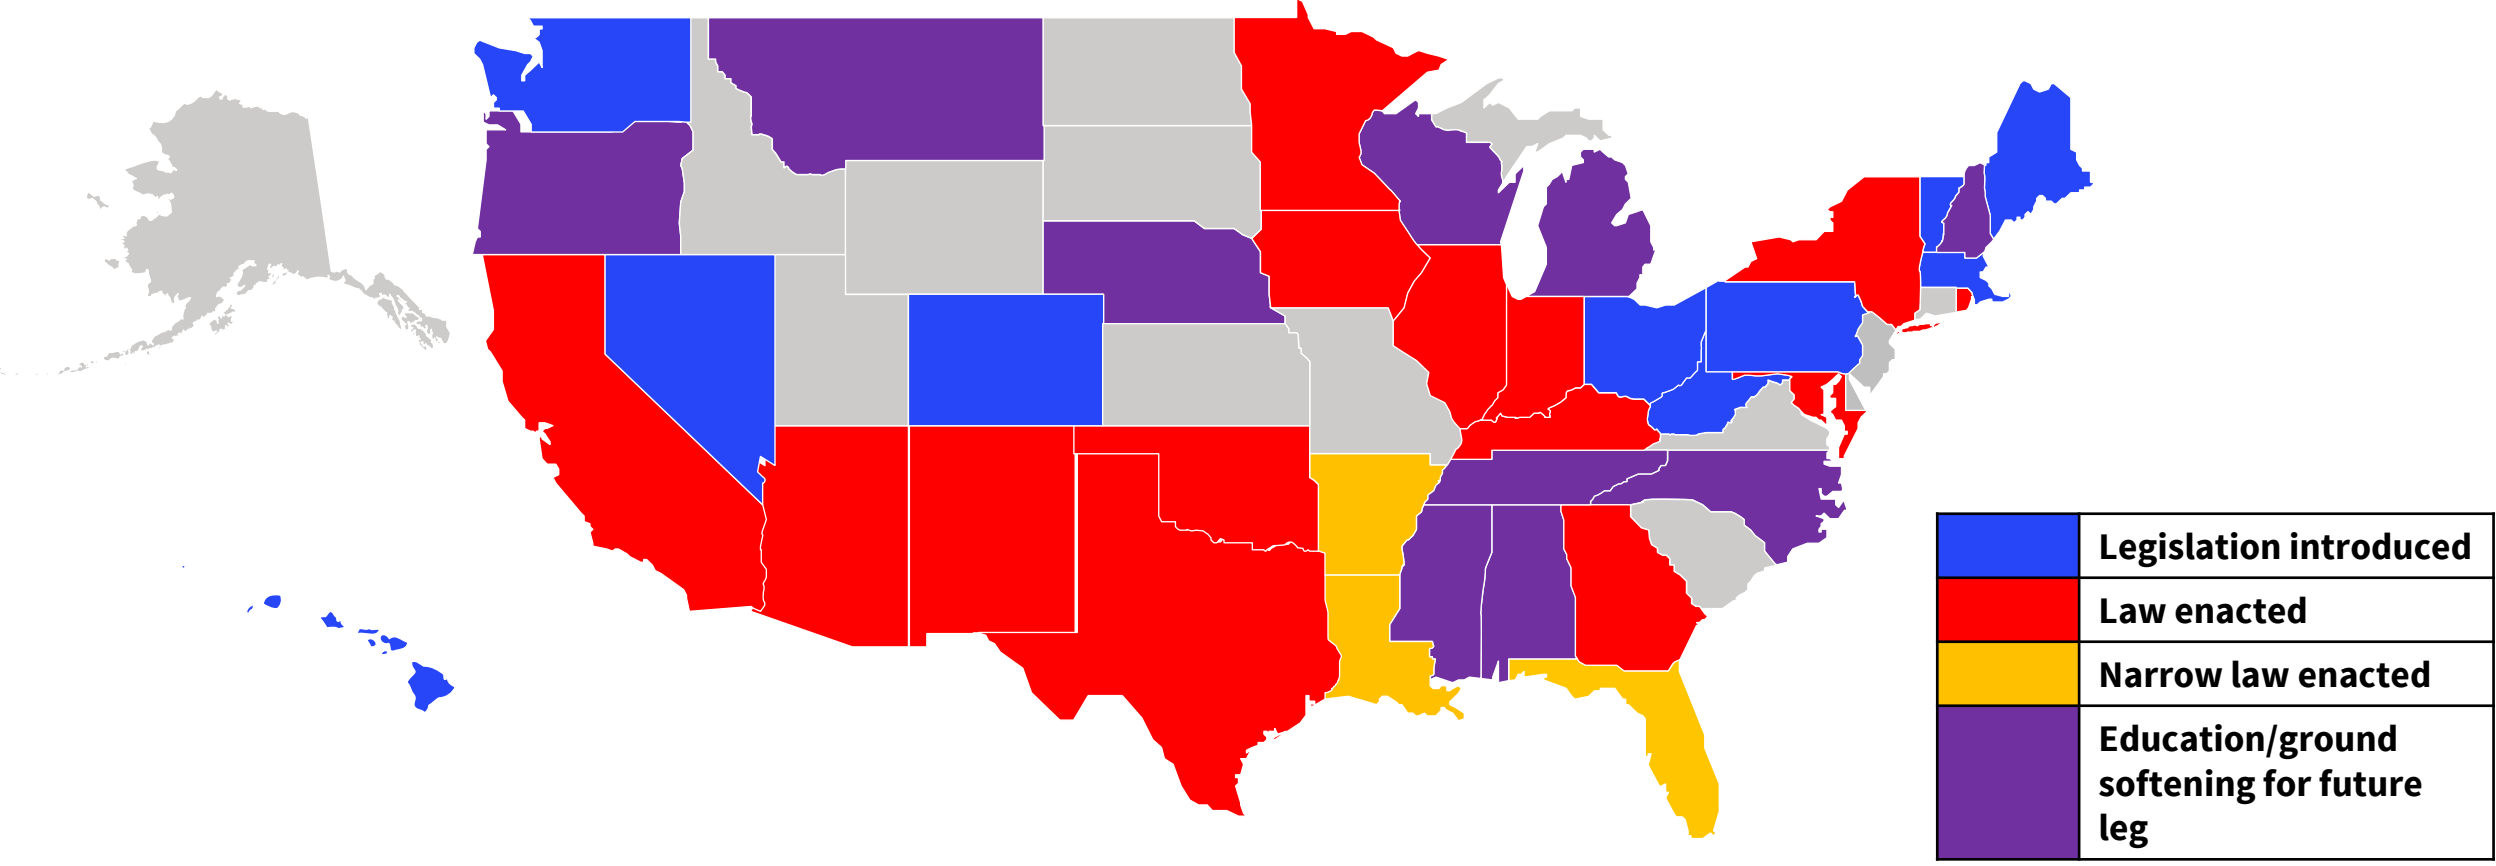 Legislation introduced
Law enacted
Narrow law enacted
Education/ground
softening for future
leg